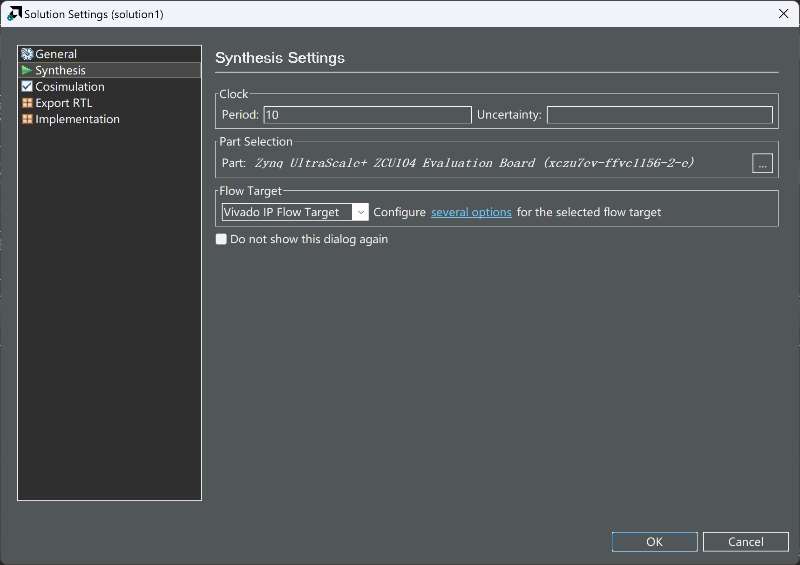 Solution Settings (solution1)
General
Synthesis
Cosimulation
Export RTL
Implementation
Synthesis Settings
Clock
Period: 10 Uncertainty:
Part Selection
Part: Zynq UltraScale+ ZCU104 Evaluation Board (xczu7ev-ffvc1156-2-e) ...
Flow Target
Vivado IP Flow Target Configure several options for the selected flow target
Do not show this dialog again
OK Cancel